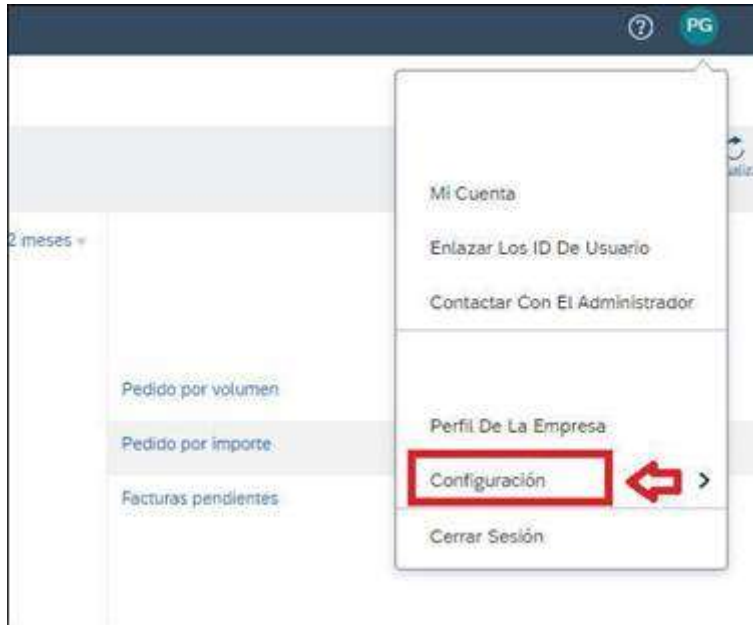 ?
PG
Mi Cuenta
2 meses
Enlazar Los ID De Usuario
Contactar Con El Administrador
Pedido por volumen
Perfil De La Empresa
Pedido por importe
Configuración
Facturas pendientes
Cerrar Sesión